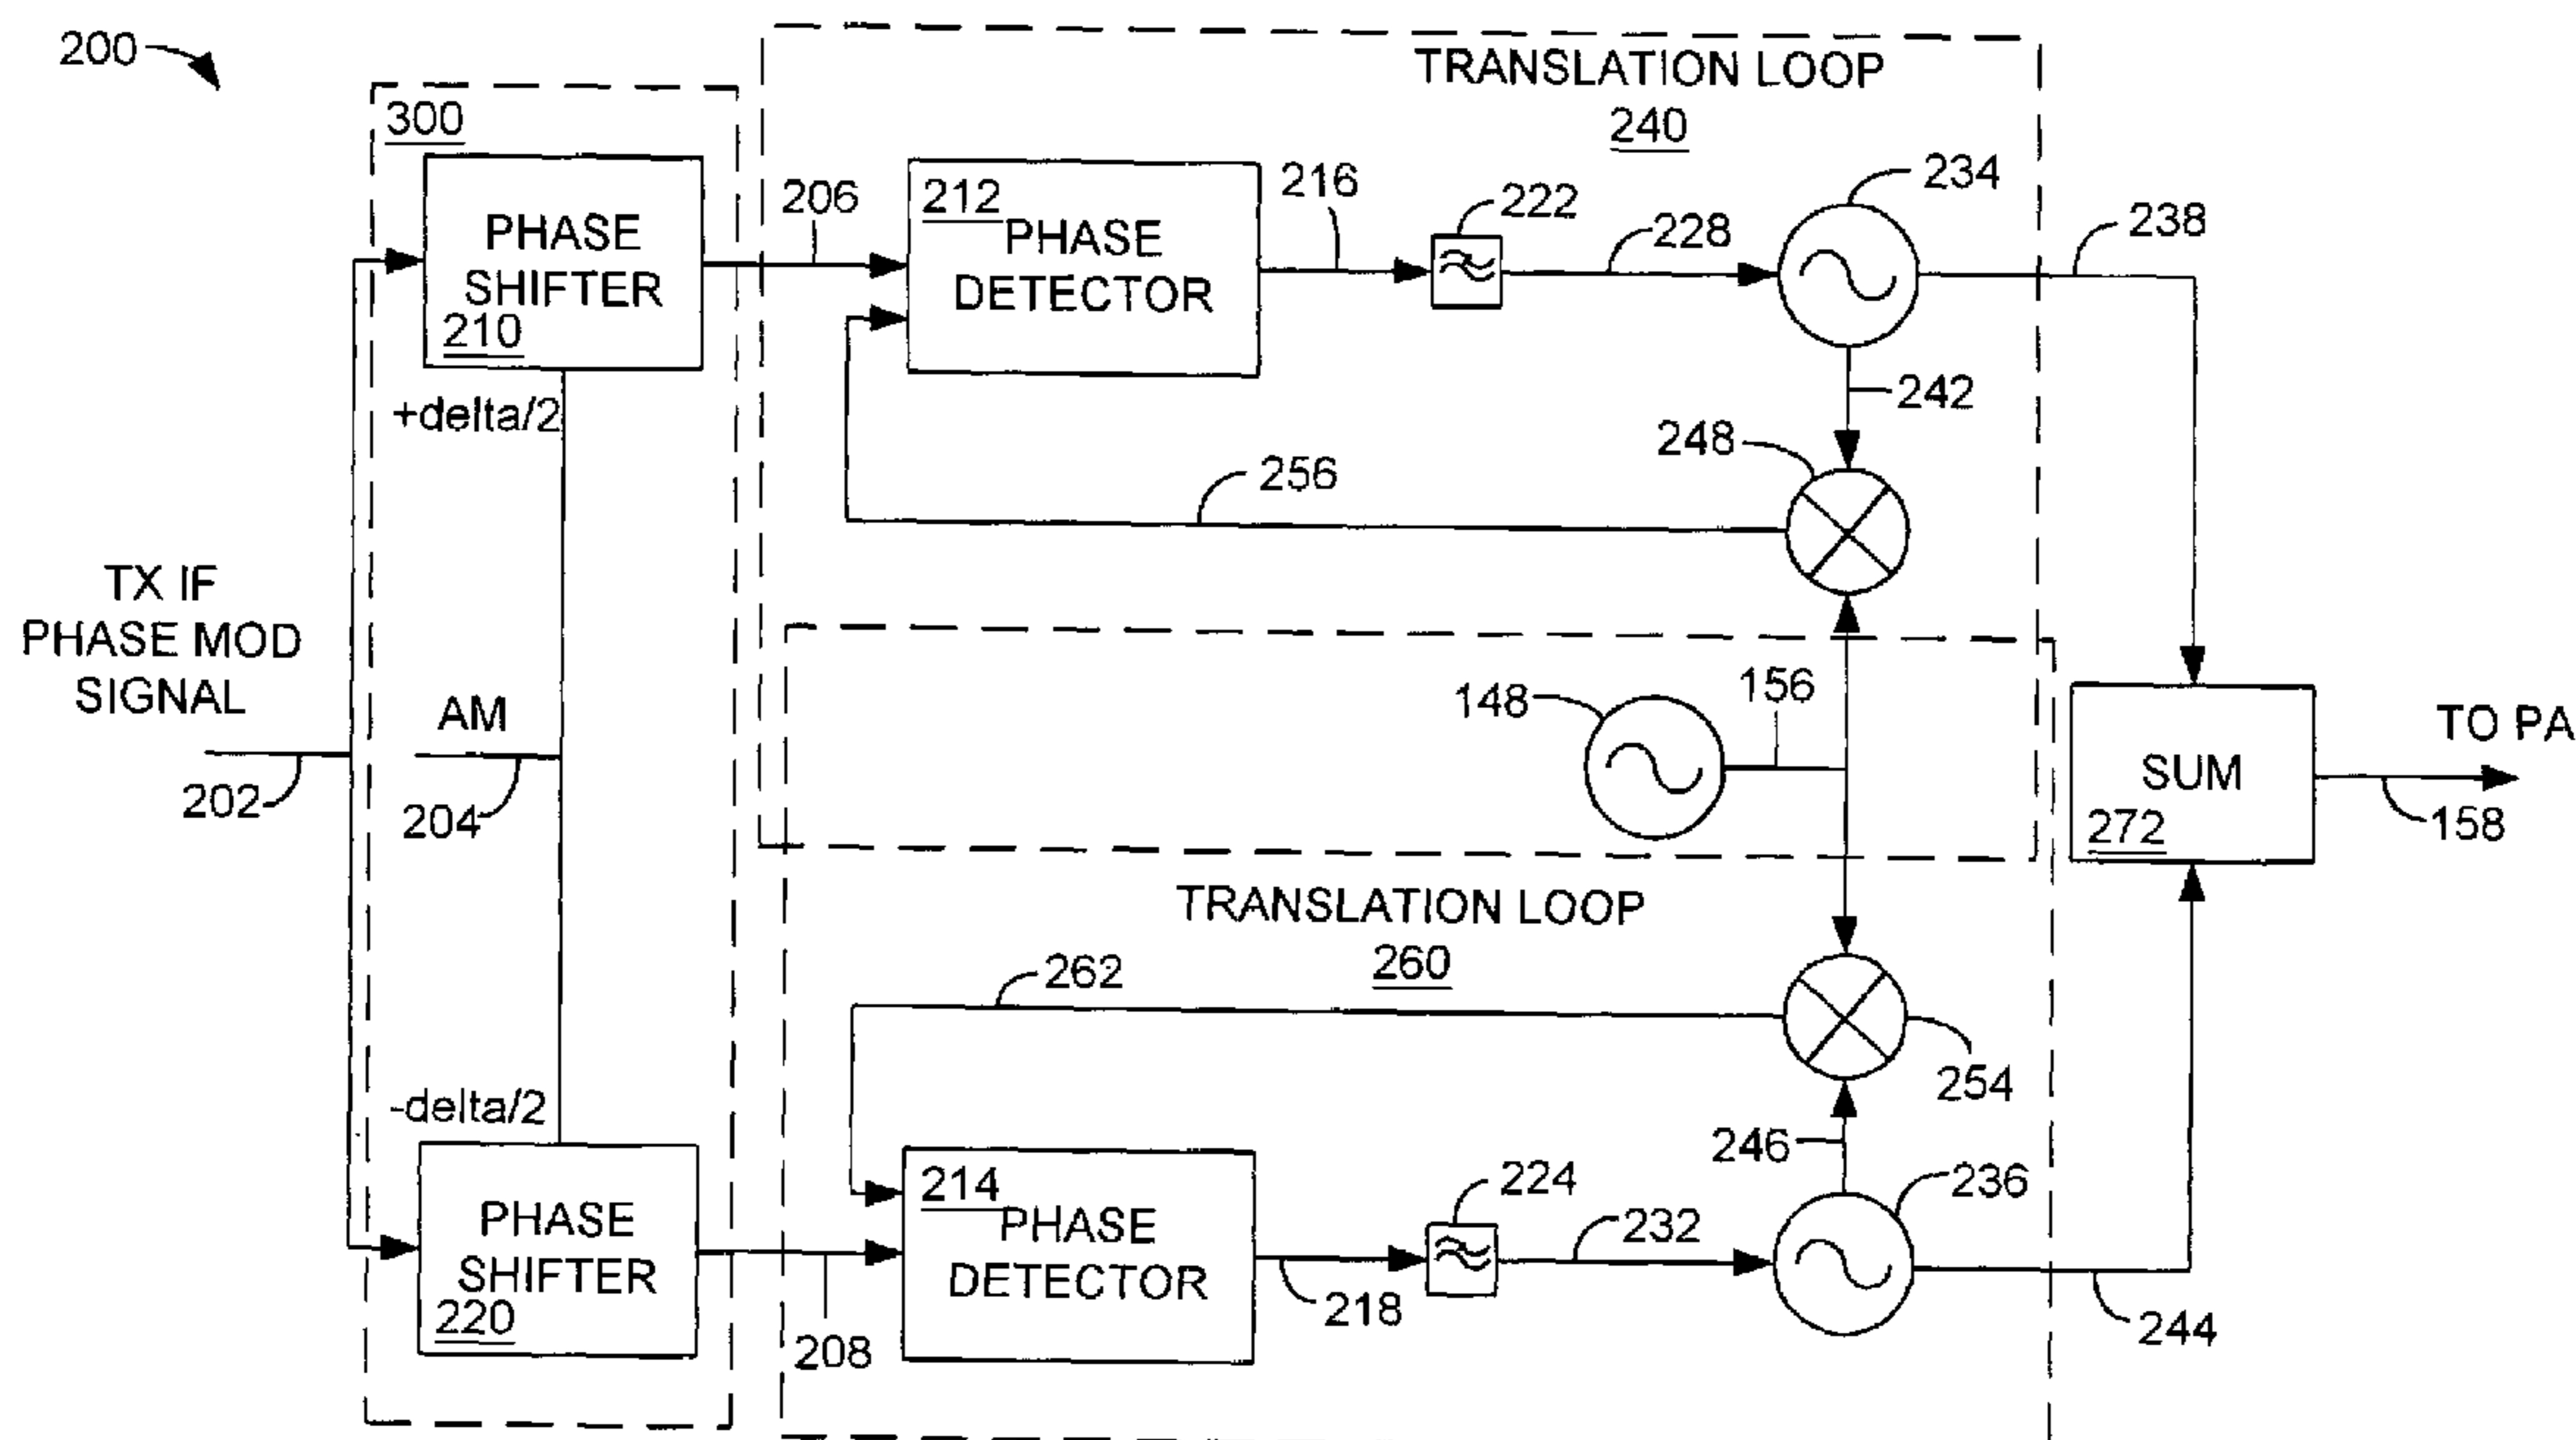 200
TRANSLATION LOOP
240
300
PHASE
SHIFTER
210
+delta/2
206
212
PHASE
DETECTOR
216
222
228
234
238
242
248
256
TX IF
PHASE MOD
SIGNAL
202
AM
204
148
156
SUM
272
TO PA
158
TRANSLATION LOOP
260
262
254
246
-delta/2
PHASE
SHIFTER
220
208
214
PHASE
DETECTOR
218
224
232
236
244